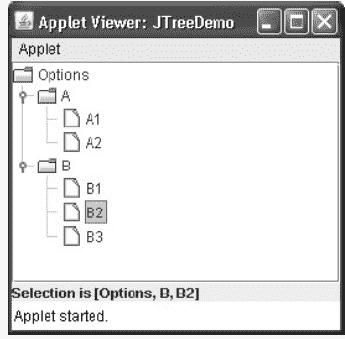 Applet Viewer: JTreeDemo
Applet
Options
A
A1
A2
B
B1
B2
B3
Selection is [Options, B, B2]
Applet started.